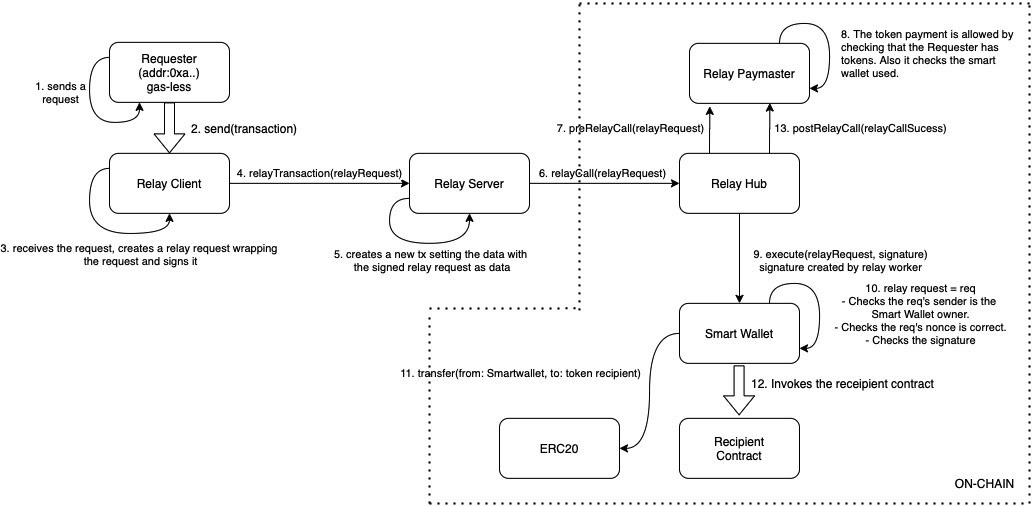 Requester
(addr:0xa..)
gas-less
1. sends a
request
2. send(transaction)
Relay Client
3. receives the request, creates a relay request wrapping
the request and signs it
4. relayTransaction(relayRequest)
Relay Server
5. creates a new tx setting the data with
the signed relay request as data
6. relayCall(relayRequest)
Relay Hub
7. preRelayCall(relayRequest)
13. postRelayCall(relayCallSucess)
Relay Paymaster
8. The token payment is allowed by
checking that the Requester has
tokens. Also it checks the smart
wallet used.
9. execute(relayRequest, signature)
signature created by relay worker
Smart Wallet
10. relay request = req
- Checks the req's sender is the
Smart Wallet owner.
- Checks the req's nonce is correct.
- Checks the signature
11. transfer(from: Smartwallet, to: token recipient)
12. Invokes the receipient contract
ERC20
Recipient
Contract
ON-CHAIN